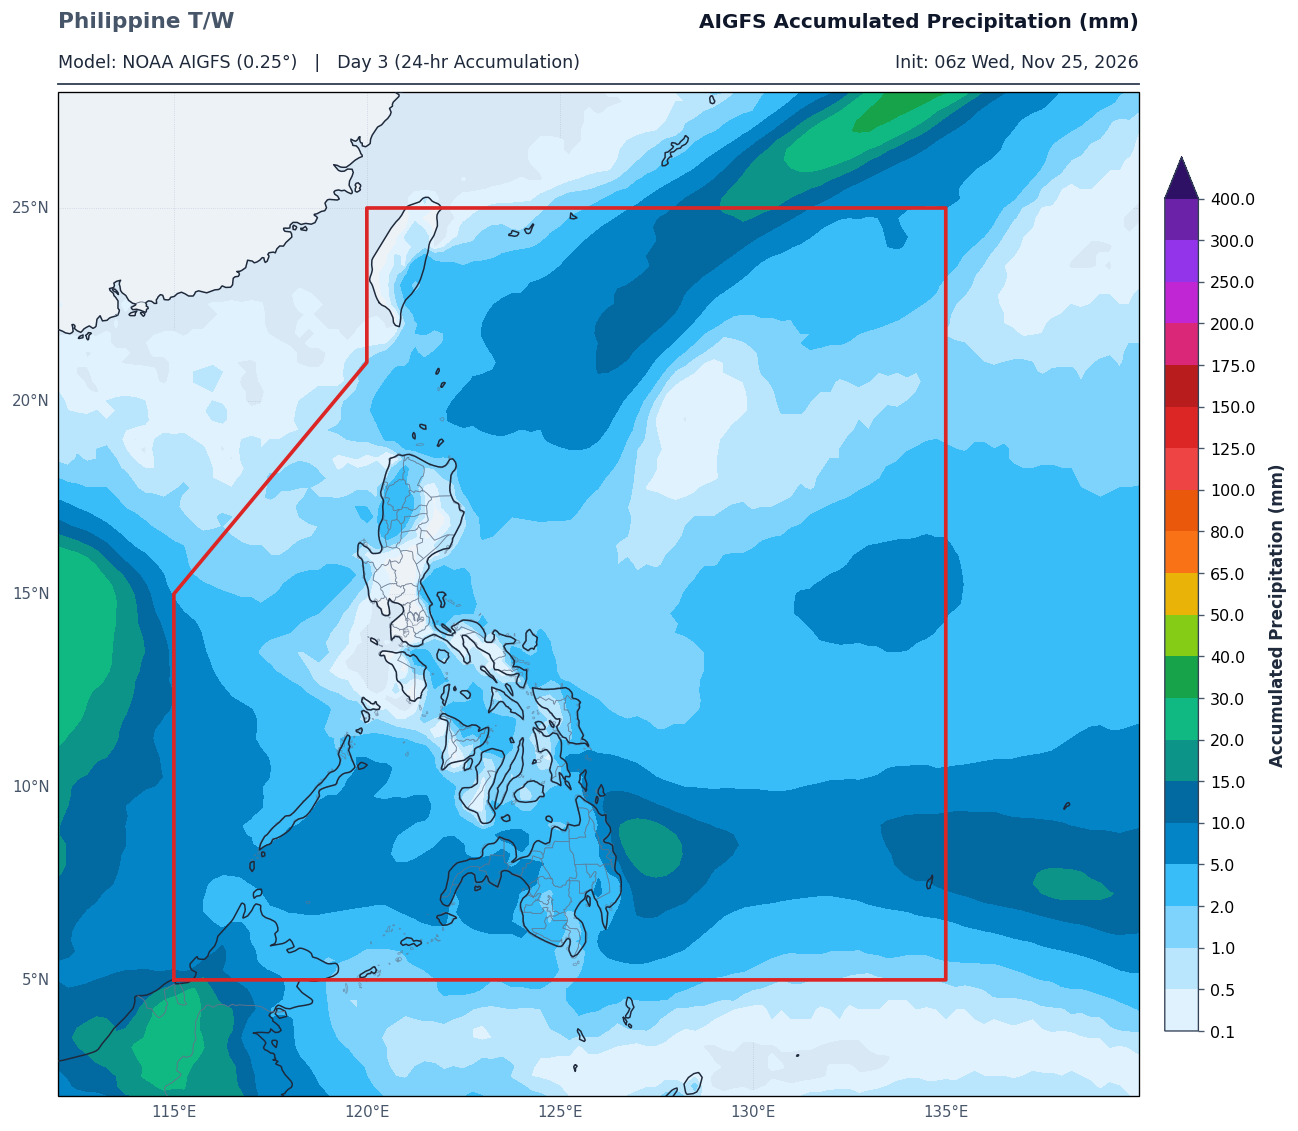 Philippine T/W
AIGFS Accumulated Precipitation (mm)
Model: NOAA AIGFS (0.25°) | Day 3 (24-hr Accumulation)
Init: 06z Wed, Nov 25, 2026
25°N
20°N
15°N
10°N
5°N
115°E
120°E
125°E
130°E
135°E
400.0
300.0
250.0
200.0
175.0
150.0
125.0
100.0
80.0
65.0
50.0
40.0
30.0
20.0
15.0
10.0
5.0
2.0
1.0
0.5
0.1
Accumulated Precipitation (mm)